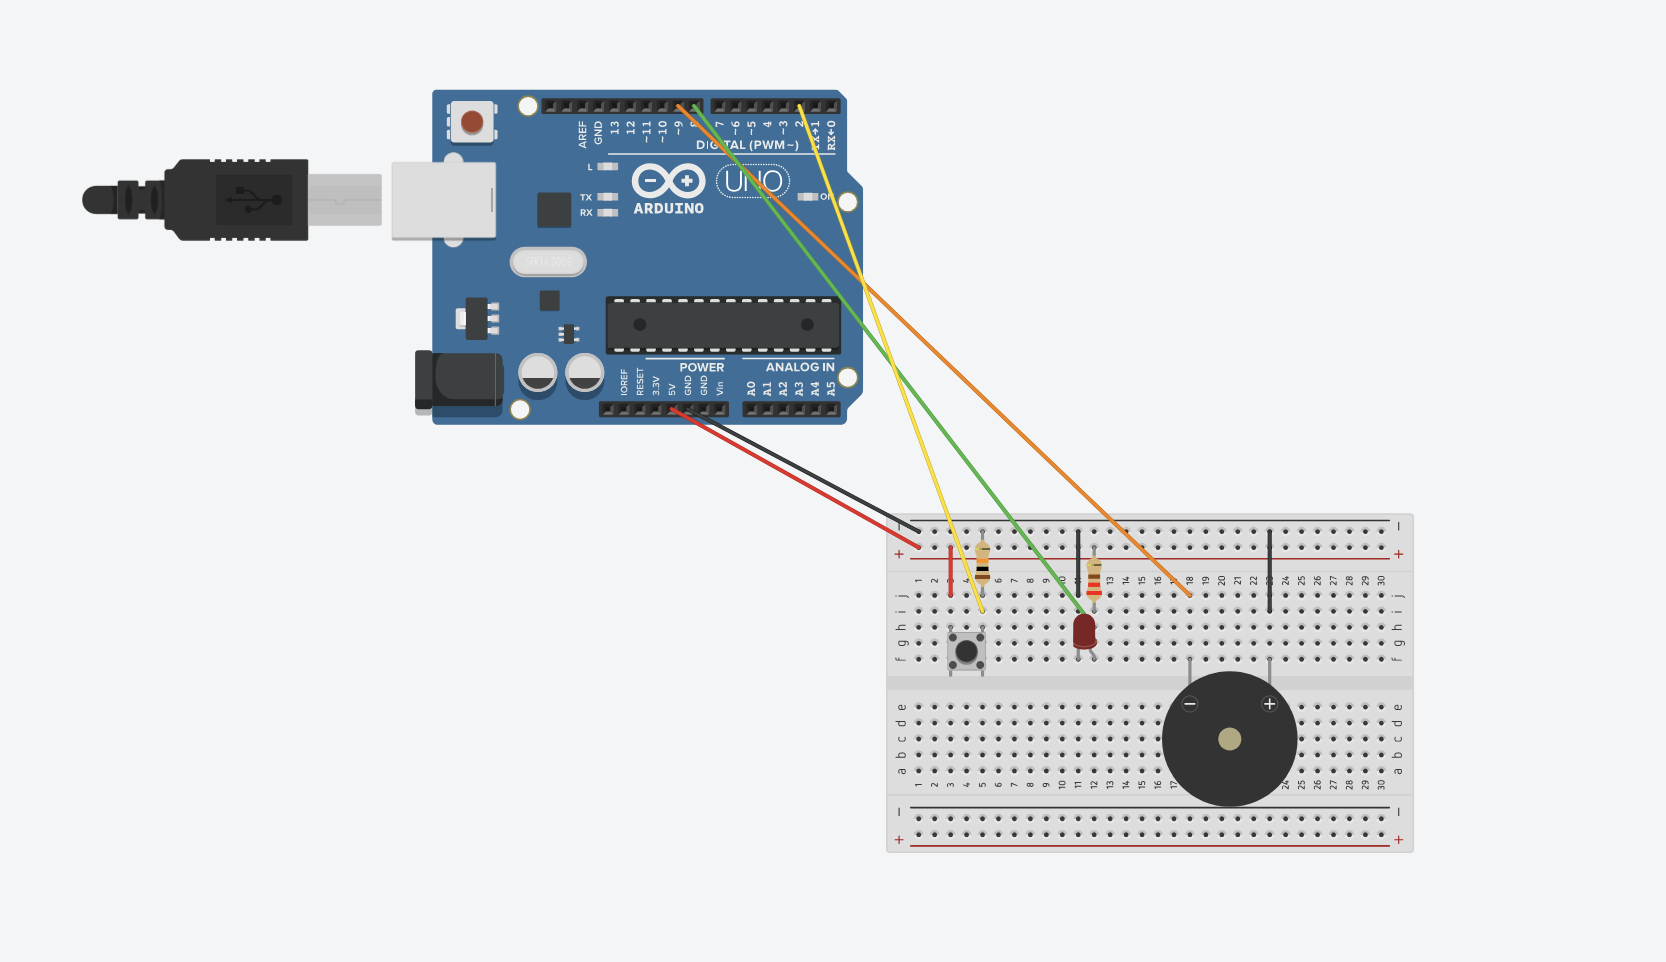 AREF GND 13 12 ~11 ~10 ~9 8 7 ~6 ~5 4 ~3 2 TX→1 RX←0
DIGITAL (PWM~)
L
TX
RX
ARDUINO
UNO
ON
POWER
ANALOG IN
IOREF RESET 3.3V 5V GND GND Vin A0 A1 A2 A3 A4 A5
− −
+ +
1 2 3 4 5 6 7 8 9 10 11 12 13 14 15 16 17 18 19 20 21 22 23 24 25 26 27 28 29 30
j j
i i
h h
g g
f f
− +
e e
d d
c c
b b
a a
1 2 3 4 5 6 7 8 9 10 11 12 13 14 15 16 17 24 25 26 27 28 29 30
− −
+ +